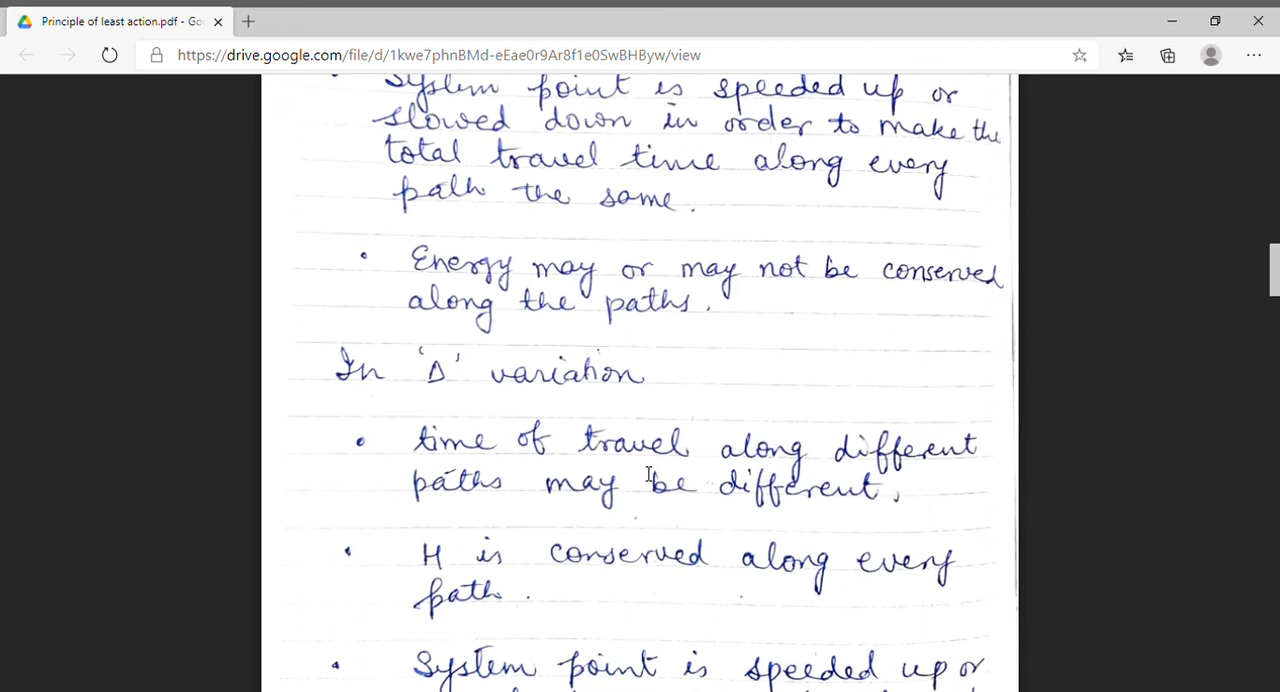 Principle of least action.pdf - Go
https://drive.google.com/file/d/1kwe7phnBMd-eEae0r9Ar8f1e0SwBHByw/view
System point is speeded up or
slowed down in order to make the
total travel time along every
path the same.
• Energy may or may not be conserved
along the paths.
In 'Δ' variation
• time of travel along different
paths may be different,
• H is conserved along every
path.
• System point is speeded up or